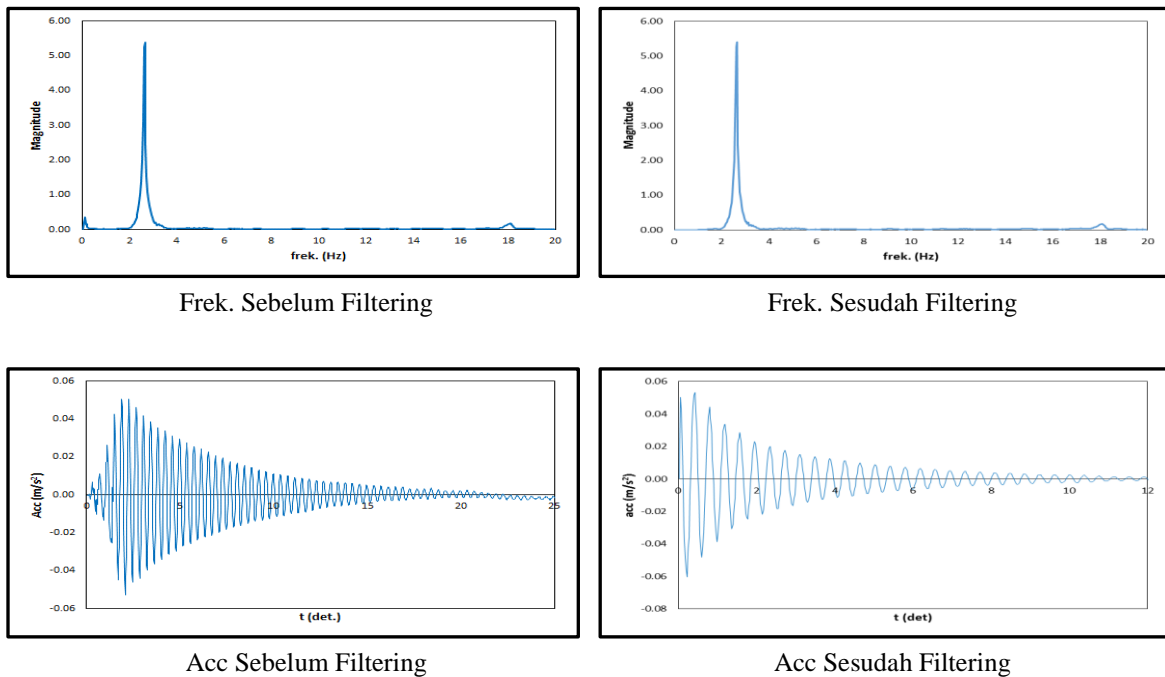 6.00
5.00
4.00
3.00
2.00
1.00
0.00
Magnitude
0 2 4 6 8 10 12 14 16 18 20
frek. (Hz)
Frek. Sebelum Filtering
6.00
5.00
4.00
3.00
2.00
1.00
0.00
Magnitude
0 2 4 6 8 10 12 14 16 18 20
frek. (Hz)
Frek. Sesudah Filtering
0.06
0.04
0.02
0.00
-0.02
-0.04
-0.06
Acc (m/s²)
0 5 10 15 20 25
t (det.)
Acc Sebelum Filtering
0.06
0.04
0.02
0.00
-0.02
-0.04
-0.06
-0.08
acc (m/s²)
0 2 4 6 8 10 12
t (det)
Acc Sesudah Filtering